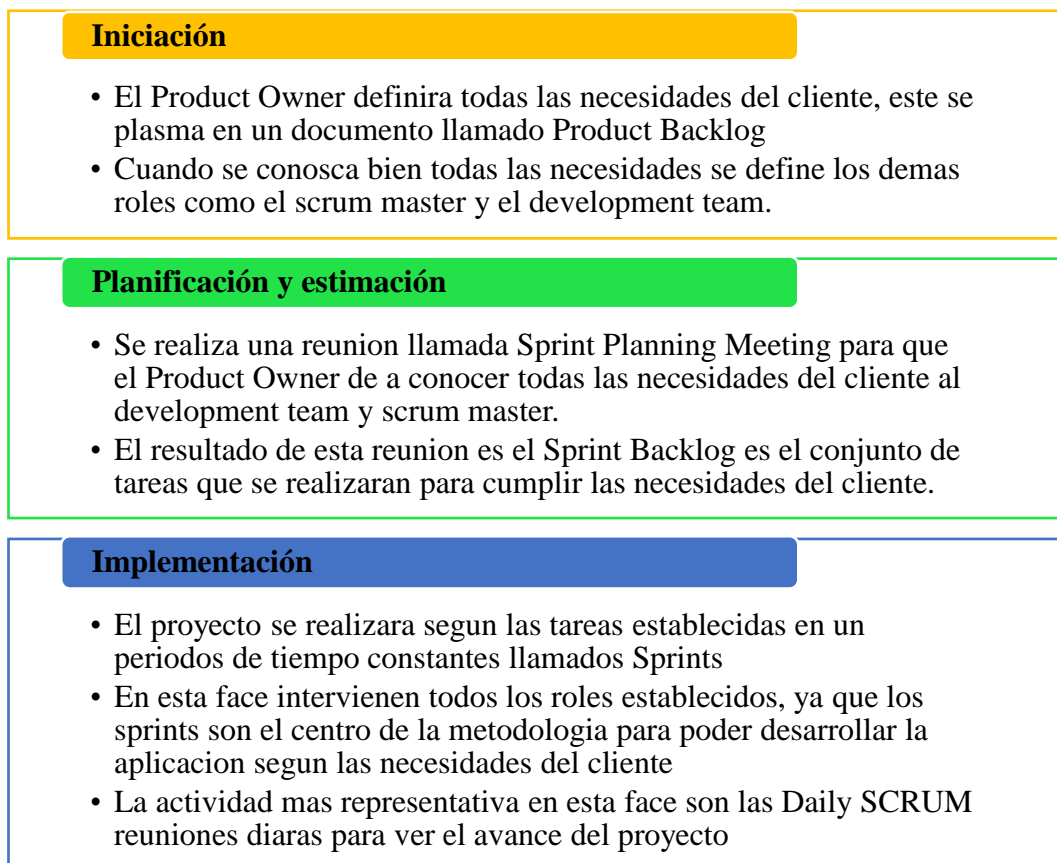 Iniciación
• El Product Owner definira todas las necesidades del cliente, este se
plasma en un documento llamado Product Backlog
• Cuando se conosca bien todas las necesidades se define los demas
roles como el scrum master y el development team.
Planificación y estimación
• Se realiza una reunion llamada Sprint Planning Meeting para que
el Product Owner de a conocer todas las necesidades del cliente al
development team y scrum master.
• El resultado de esta reunion es el Sprint Backlog es el conjunto de
tareas que se realizaran para cumplir las necesidades del cliente.
Implementación
• El proyecto se realizara segun las tareas establecidas en un
periodos de tiempo constantes llamados Sprints
• En esta face intervienen todos los roles establecidos, ya que los
sprints son el centro de la metodologia para poder desarrollar la
aplicacion segun las necesidades del cliente
• La actividad mas representativa en esta face son las Daily SCRUM
reuniones diaras para ver el avance del proyecto